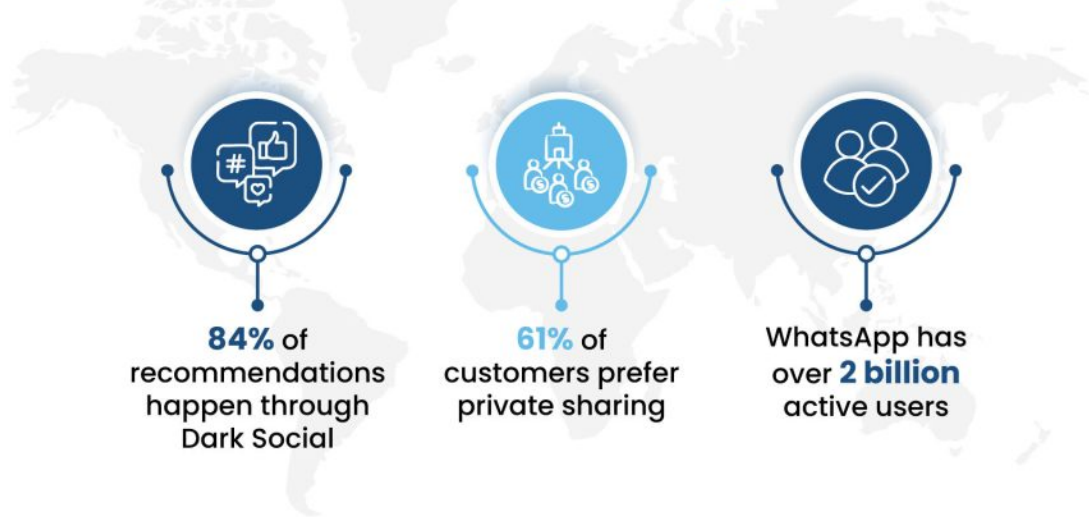 84% of
recommendations
happen through
Dark Social
61% of
customers prefer
private sharing
WhatsApp has
over 2 billion
active users